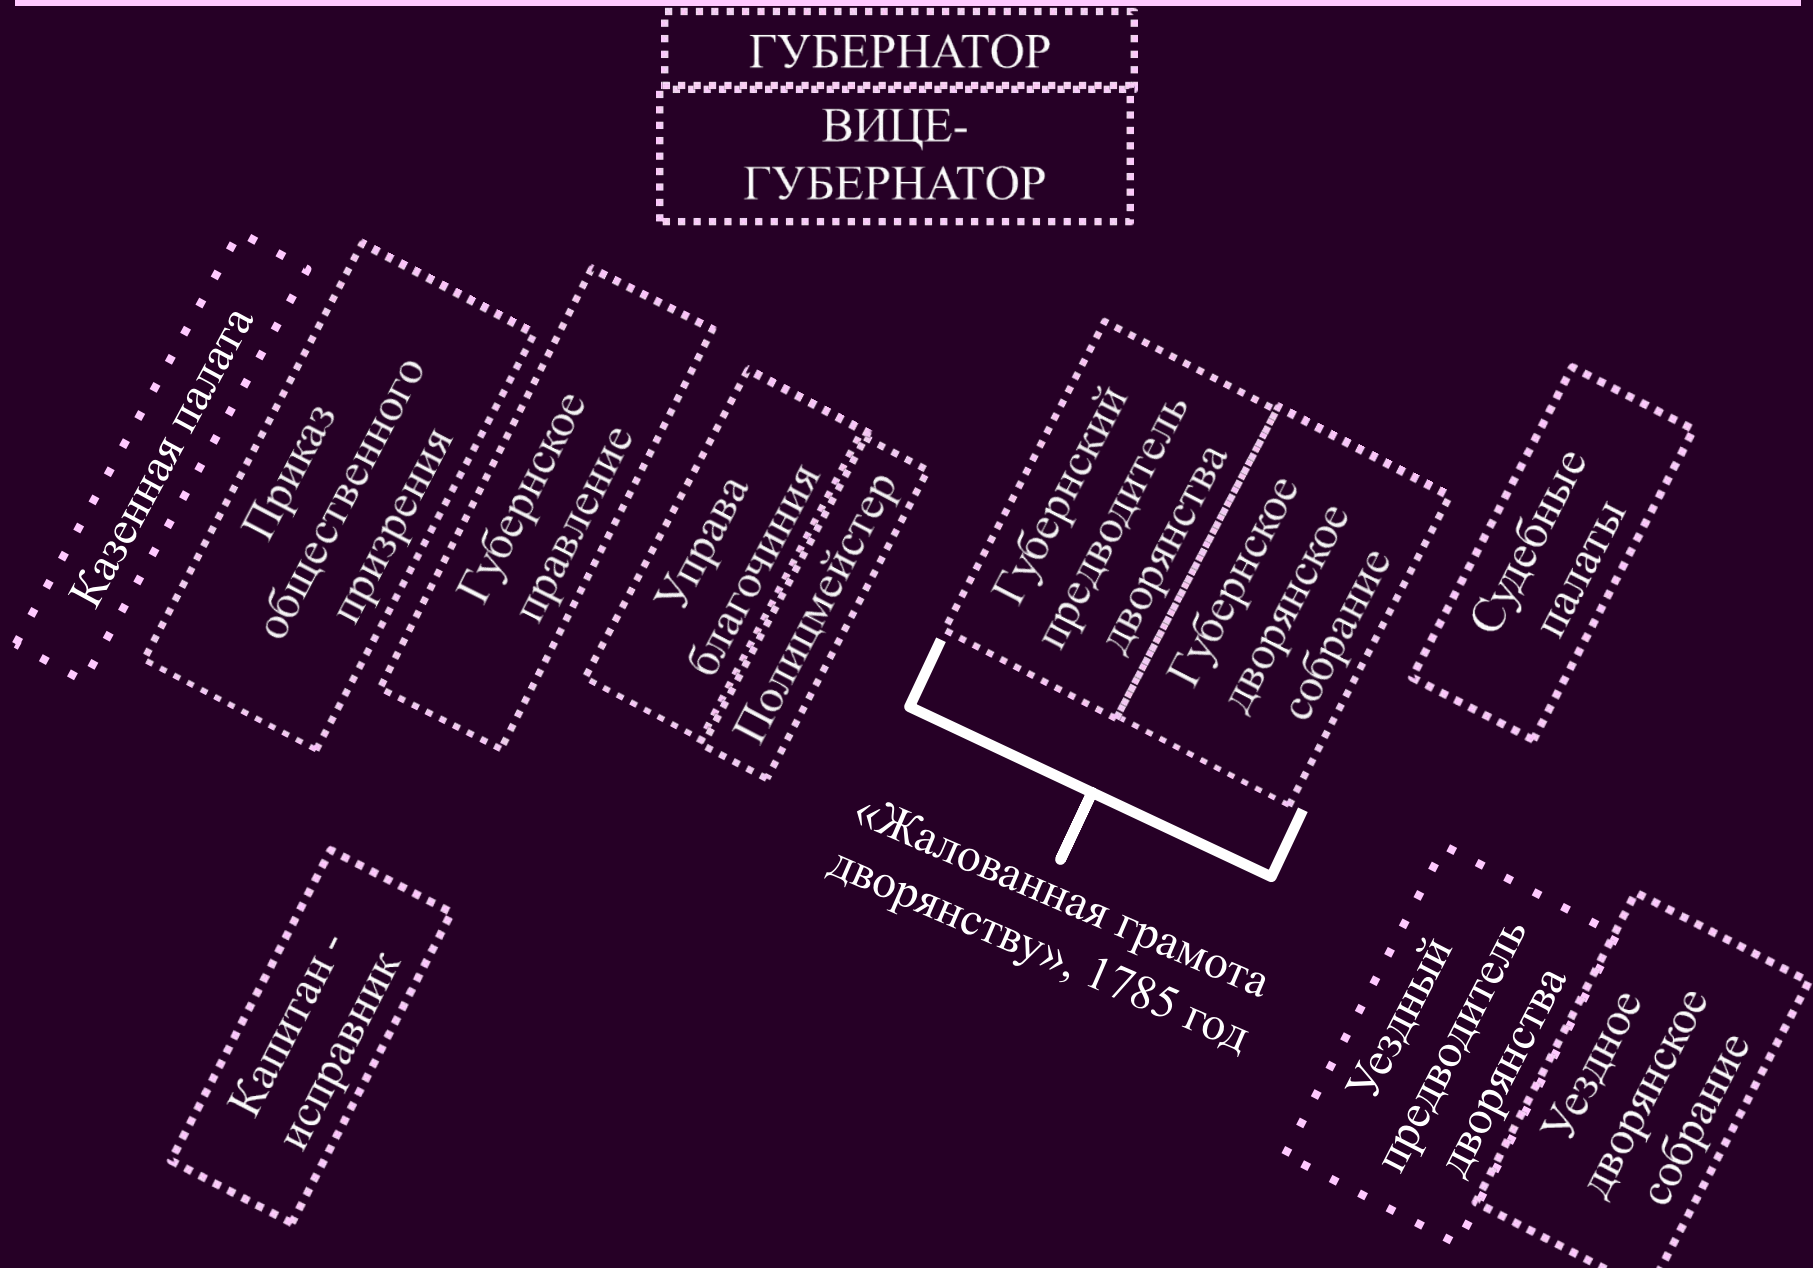 ГУБЕРНАТОР
ВИЦЕ-
ГУБЕРНАТОР
Казенная палата
Приказ
общественного
призрения
Губернское
правление
Управа
благочиния
Полицмейстер
Губернский
предводитель
дворянства
Губернское
дворянское
собрание
Судебные
палаты
«Жалованная грамота
дворянству», 1785 год
Капитан -
исправник
Уездный
предводитель
дворянства
Уездное
дворянское
собрание